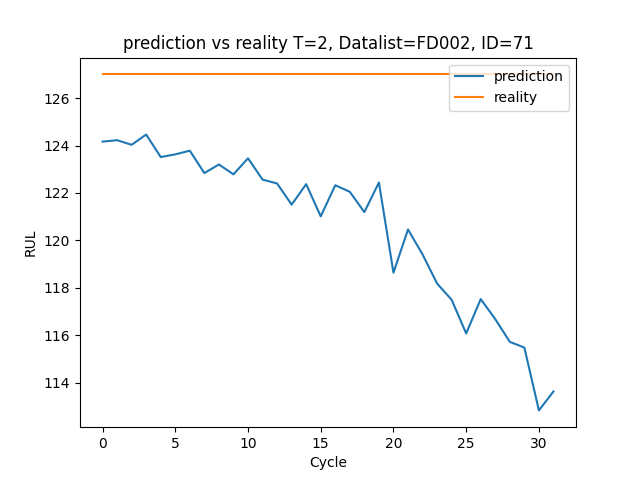 prediction vs reality T=2, Datalist=FD002, ID=71
prediction
reality
126
124
122
120
118
116
114
RUL
0 5 10 15 20 25 30
Cycle